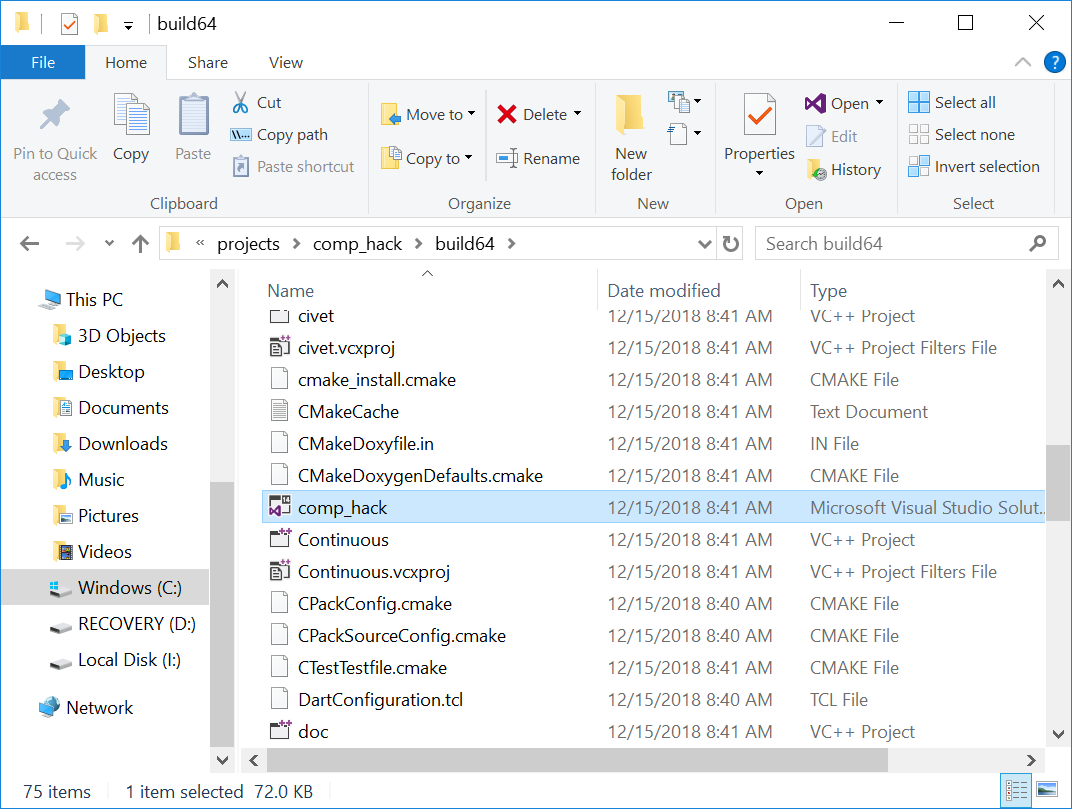 build64
File Home Share View
Pin to Quick access
Copy
Paste
Cut
Copy path
Paste shortcut
Clipboard
Move to
Copy to
Delete
Rename
Organize
New folder
New
Properties
Open
Edit
History
Open
Select all
Select none
Invert selection
Select
« projects > comp_hack > build64 >
Search build64
This PC
3D Objects
Desktop
Documents
Downloads
Music
Pictures
Videos
Windows (C:)
RECOVERY (D:)
Local Disk (I:)
Network
Name Date modified Type
civet 12/15/2018 8:41 AM VC++ Project
civet.vcxproj 12/15/2018 8:41 AM VC++ Project Filters File
cmake_install.cmake 12/15/2018 8:41 AM CMAKE File
CMakeCache 12/15/2018 8:41 AM Text Document
CMakeDoxyfile.in 12/15/2018 8:41 AM IN File
CMakeDoxygenDefaults.cmake 12/15/2018 8:41 AM CMAKE File
comp_hack 12/15/2018 8:41 AM Microsoft Visual Studio Solut...
Continuous 12/15/2018 8:41 AM VC++ Project
Continuous.vcxproj 12/15/2018 8:41 AM VC++ Project Filters File
CPackConfig.cmake 12/15/2018 8:40 AM CMAKE File
CPackSourceConfig.cmake 12/15/2018 8:40 AM CMAKE File
CTestTestfile.cmake 12/15/2018 8:41 AM CMAKE File
DartConfiguration.tcl 12/15/2018 8:40 AM TCL File
doc 12/15/2018 8:41 AM VC++ Project
75 items 1 item selected 72.0 KB